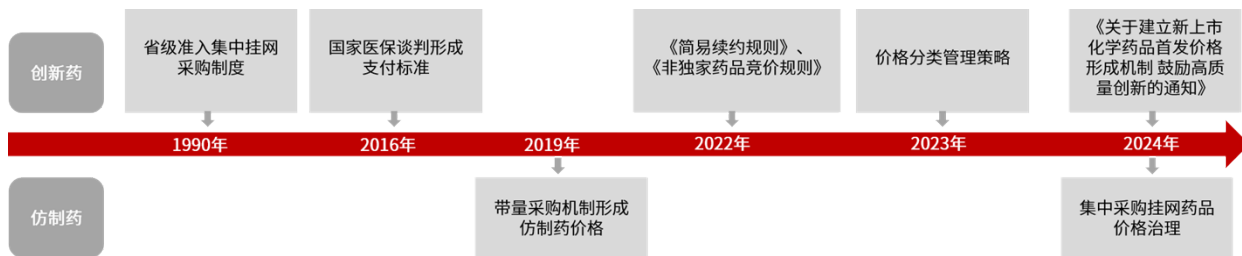 创新药
省级准入集中挂网
采购制度
国家医保谈判形成
支付标准
《简易续约规则》、
《非独家药品竞价规则》
价格分类管理策略
《关于建立新上市
化学药品首发价格
形成机制 鼓励高质
量创新的通知》
1990年
2016年
2019年
2022年
2023年
2024年
仿制药
带量采购机制形成
仿制药价格
集中采购挂网药品
价格治理